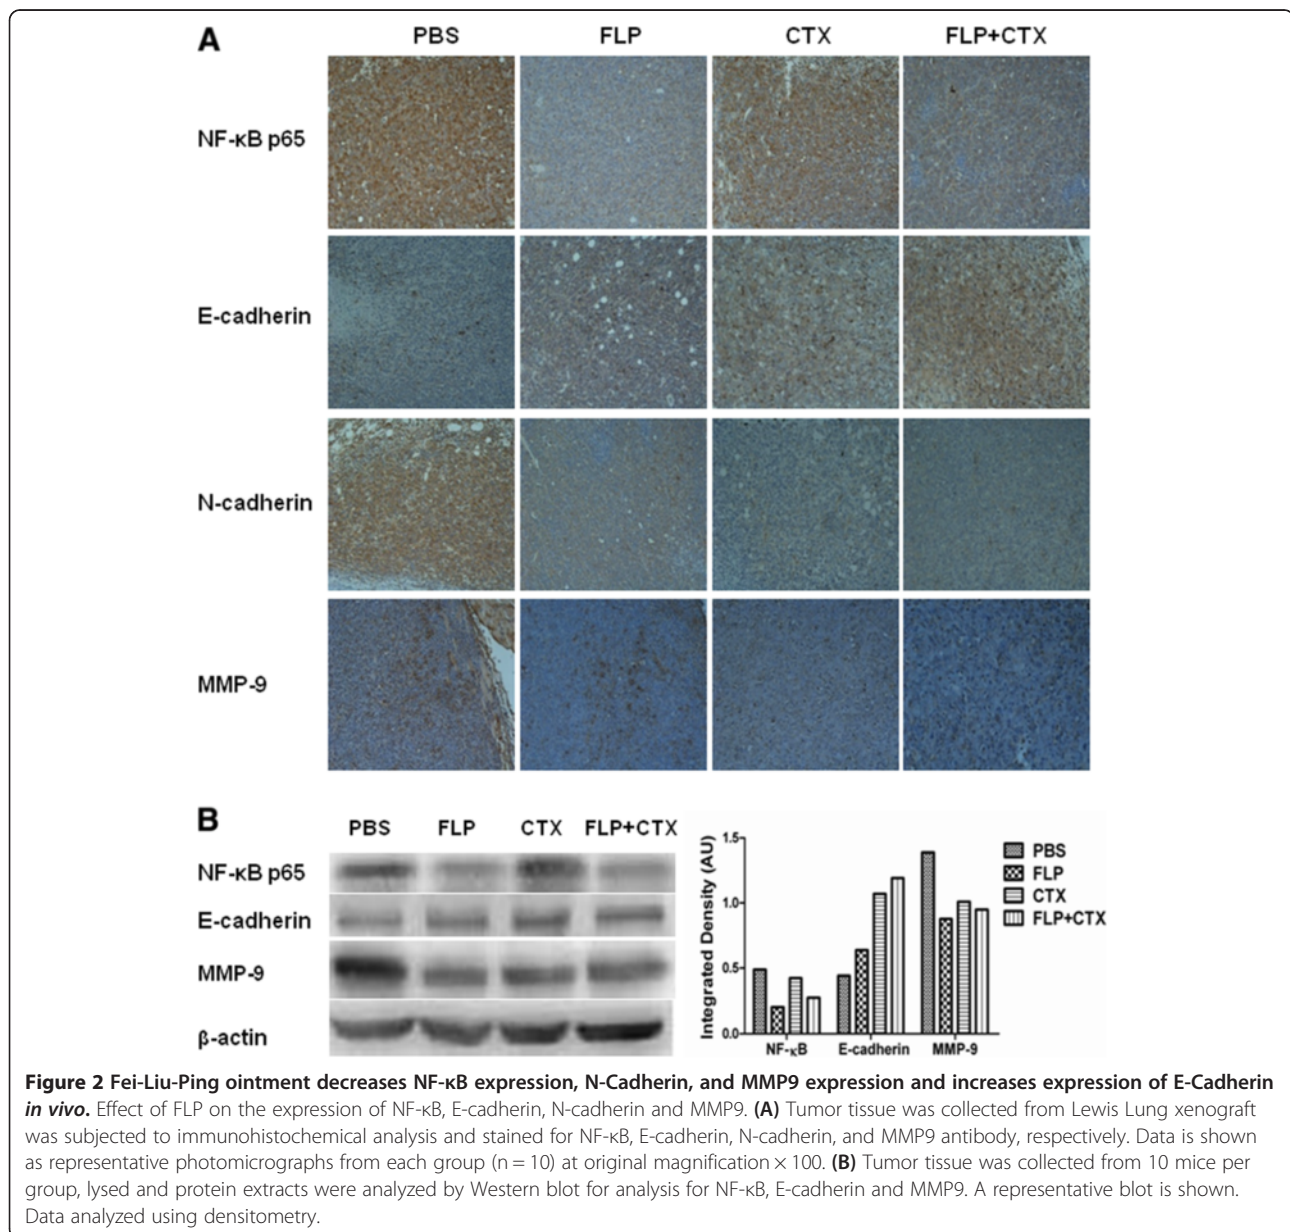 A
PBS FLP CTX FLP+CTX
NF-κB p65
E-cadherin
N-cadherin
MMP-9
B
PBS FLP CTX FLP+CTX
NF-κB p65
E-cadherin
MMP-9
β-actin
Integrated Density (AU)
1.5
1.0
0.5
0.0
NF-κB E-cadherin MMP-9
PBS
FLP
CTX
FLP+CTX
Figure 2 Fei-Liu-Ping ointment decreases NF-κB expression, N-Cadherin, and MMP9 expression and increases expression of E-Cadherin
in vivo. Effect of FLP on the expression of NF-κB, E-cadherin, N-cadherin and MMP9. (A) Tumor tissue was collected from Lewis Lung xenograft
was subjected to immunohistochemical analysis and stained for NF-κB, E-cadherin, N-cadherin, and MMP9 antibody, respectively. Data is shown
as representative photomicrographs from each group (n = 10) at original magnification × 100. (B) Tumor tissue was collected from 10 mice per
group, lysed and protein extracts were analyzed by Western blot for analysis for NF-κB, E-cadherin and MMP9. A representative blot is shown.
Data analyzed using densitometry.